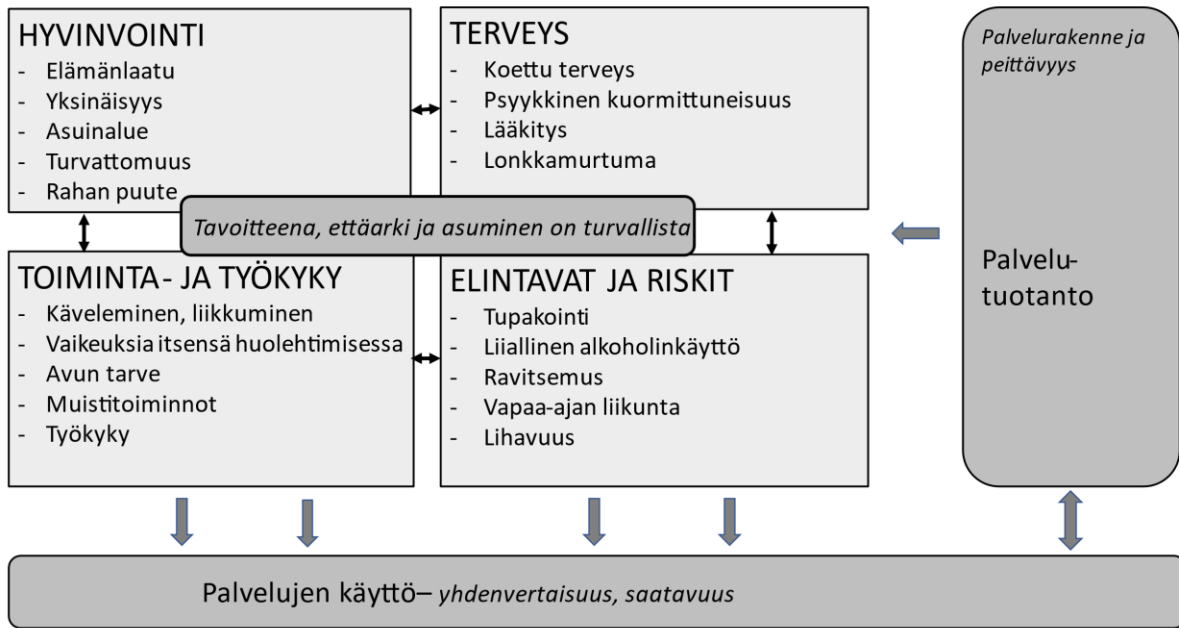 HYVINVOINTI
- Elämänlaatu
- Yksinäisyys
- Asuinalue
- Turvattomuus
- Rahan puute
TERVEYS
- Koettu terveys
- Psyykkinen kuormittuneisuus
- Lääkitys
- Lonkkamurtuma
Tavoitteena, ettäarki ja asuminen on turvallista
TOIMINTA- JA TYÖKYKY
- Käveleminen, liikkuminen
- Vaikeuksia itsensä huolehtimisessa
- Avun tarve
- Muistitoiminnot
- Työkyky
ELINTAVAT JA RISKIT
- Tupakointi
- Liiallinen alkoholinkäyttö
- Ravitsemus
- Vapaa-ajan liikunta
- Lihavuus
Palvelurakenne ja
peittävyys
Palvelu-
tuotanto
Palvelujen käyttö– yhdenvertaisuus, saatavuus